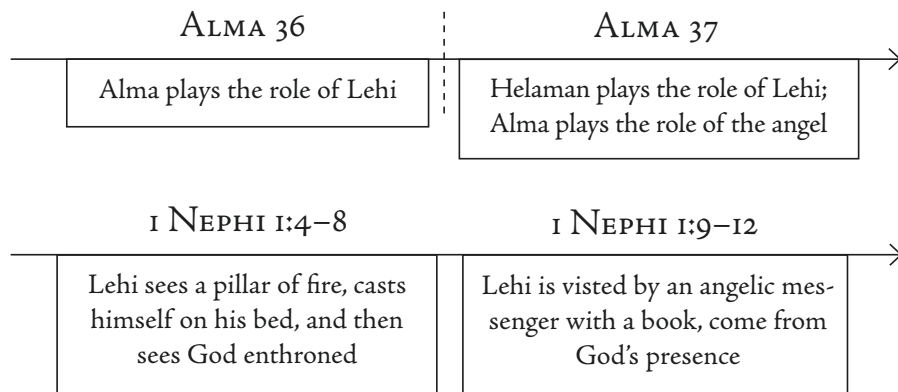 Alma 36
Alma 37
Alma plays the role of Lehi
Helaman plays the role of Lehi;
Alma plays the role of the angel
1 Nephi 1:4–8
1 Nephi 1:9–12
Lehi sees a pillar of fire, casts
himself on his bed, and then
sees God enthroned
Lehi is visted by an angelic mes-
senger with a book, come from
God’s presence